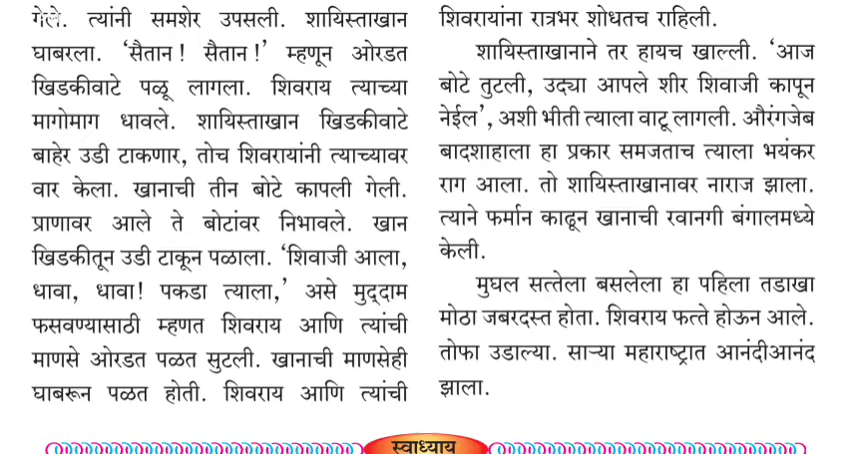 गेले. त्यांनी समशेर उपसली. शायिस्ताखान
घाबरला. ‘सैतान! सैतान!’ म्हणून ओरडत
खिडकीवाटे पळू लागला. शिवराय त्याच्या
मागोमाग धावले. शायिस्ताखान खिडकीवाटे
बाहेर उडी टाकणार, तोच शिवरायांनी त्याच्यावर
वार केला. खानाची तीन बोटे कापली गेली.
प्राणावर आले ते बोटांवर निभावले. खान
खिडकीतून उडी टाकून पळाला. ‘शिवाजी आला,
धावा, धावा! पकडा त्याला,’ असे मुद्‌दाम
फसवण्यासाठी म्हणत शिवराय आणि त्यांची
माणसे ओरडत पळत सुटली. खानाची माणसेही
घाबरून पळत होती. शिवराय आणि त्यांची
शिवरायांना रात्रभर शोधतच राहिली.
शायिस्ताखानाने तर हायच खाल्ली. ‘आज
बोटे तुटली, उद्या आपले शीर शिवाजी कापून
नेईल’, अशी भीती त्याला वाटू लागली. औरंगजेब
बादशाहाला हा प्रकार समजताच त्याला भयंकर
राग आला. तो शायिस्ताखानावर नाराज झाला.
त्याने फर्मान काढून खानाची रवानगी बंगालमध्ये
केली.
मुघल सत्तेला बसलेला हा पहिला तडाखा
मोठा जबरदस्त होता. शिवराय फत्ते होऊन आले.
तोफा उडाल्या. साऱ्या महाराष्ट्रात आनंदीआनंद
झाला.
स्वाध्याय